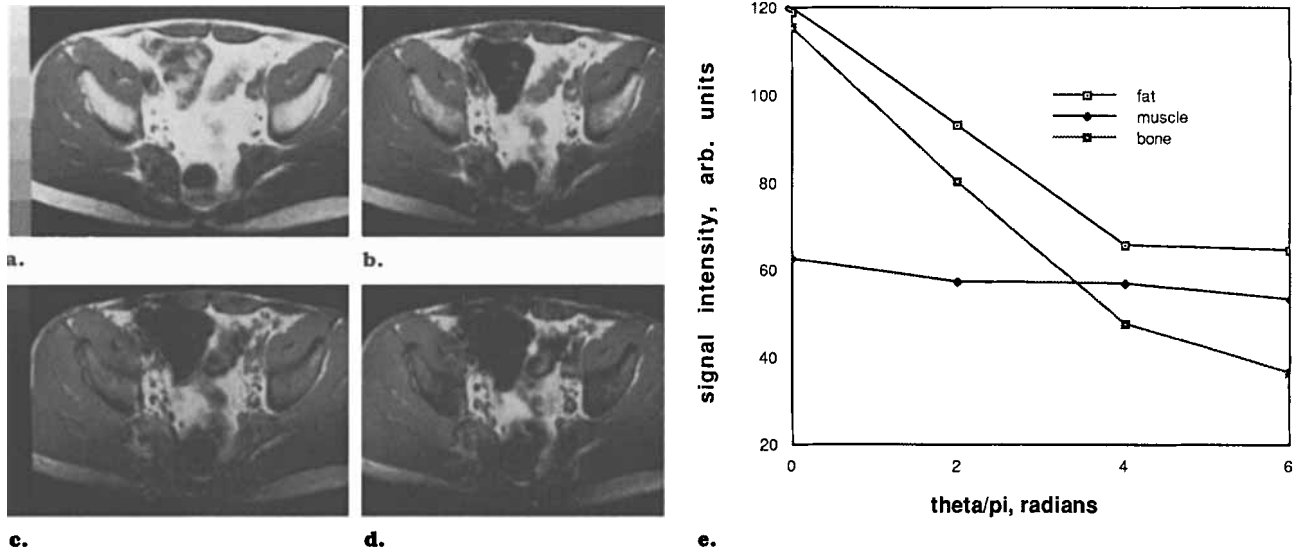 a.
b.
c.
d.
signal intensity, arb. units
120
100
80
60
40
20
fat
muscle
bone
0
2
4
6
theta/pi, radians
e.